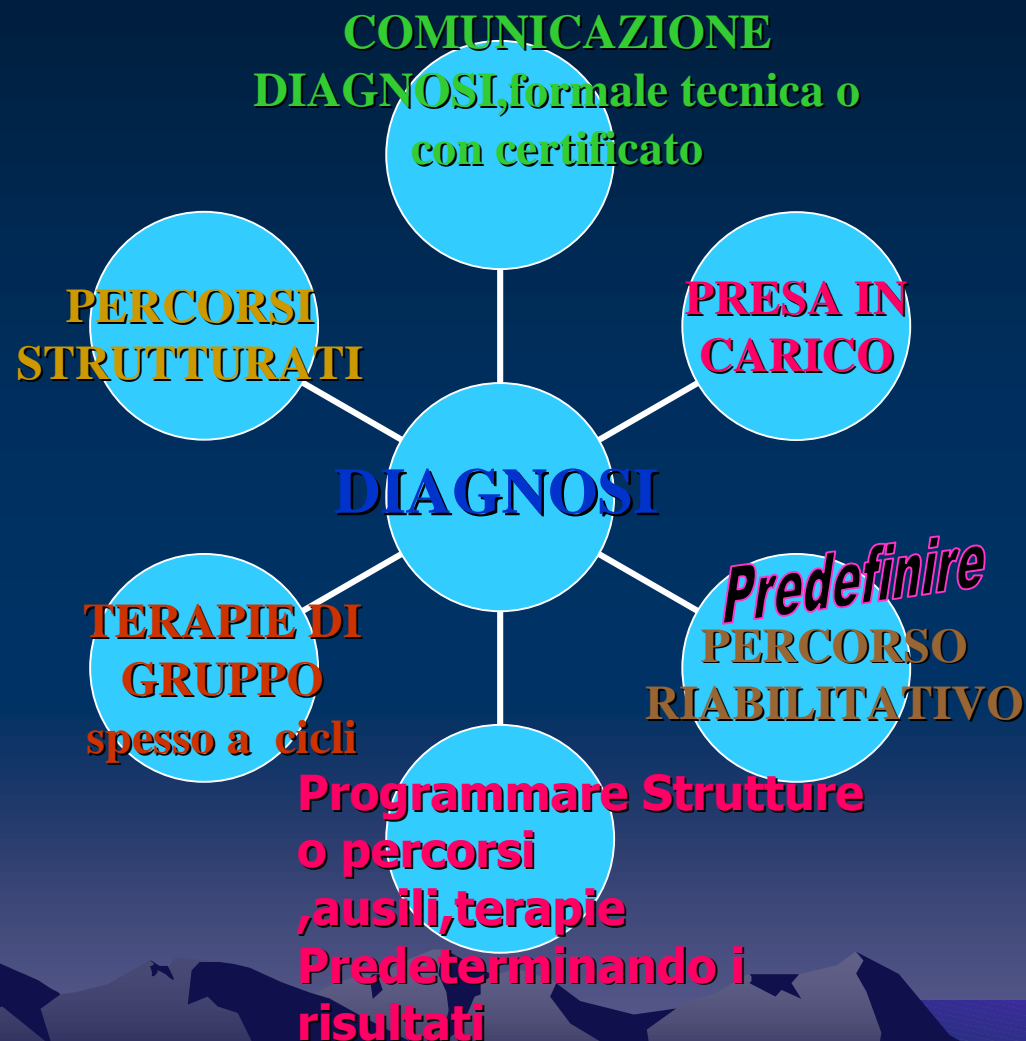 COMUNICAZIONE
DIAGNOSI,formale tecnica o
con certificato
PERCORSI
STRUTTURATI
PRESA IN
CARICO
DIAGNOSI
Predefinire
PERCORSO
RIABILITATIVO
TERAPIE DI
GRUPPO
spesso a  cicli
Programmare Strutture
o percorsi
,ausili,terapie
Predeterminando i
risultati